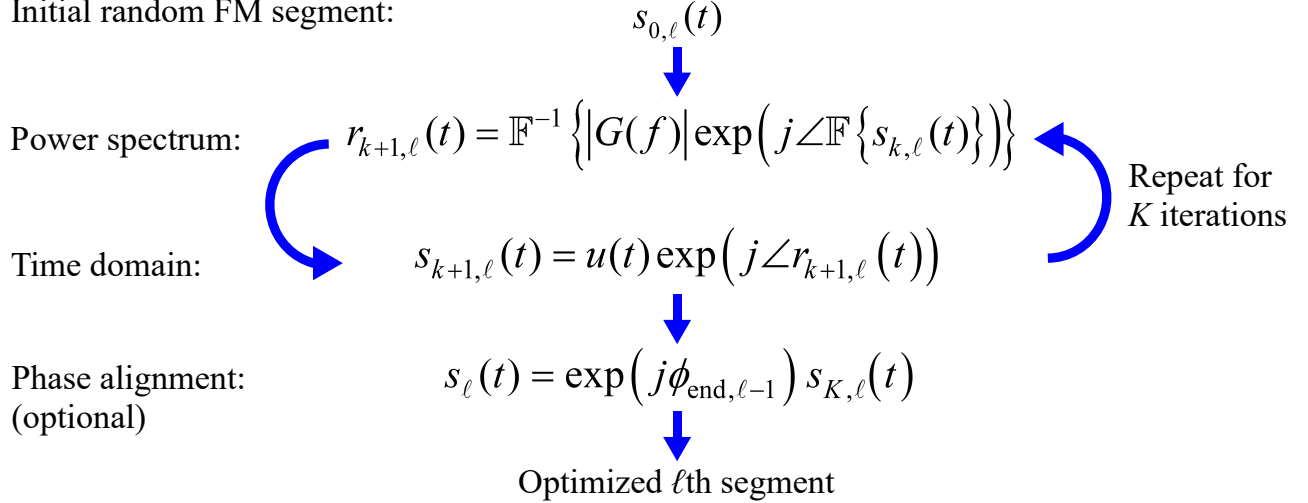 Initial random FM segment: s_{0,ℓ}(t)
Power spectrum: r_{k+1,ℓ}(t) = 𝔽^{−1}{|G(f)| exp(j∠𝔽{s_{k,ℓ}(t)})}
Repeat for
K iterations
Time domain: s_{k+1,ℓ}(t) = u(t) exp(j∠r_{k+1,ℓ}(t))
Phase alignment: s_ℓ(t) = exp(jϕ_{end,ℓ−1}) s_{K,ℓ}(t)
(optional)
Optimized ℓth segment